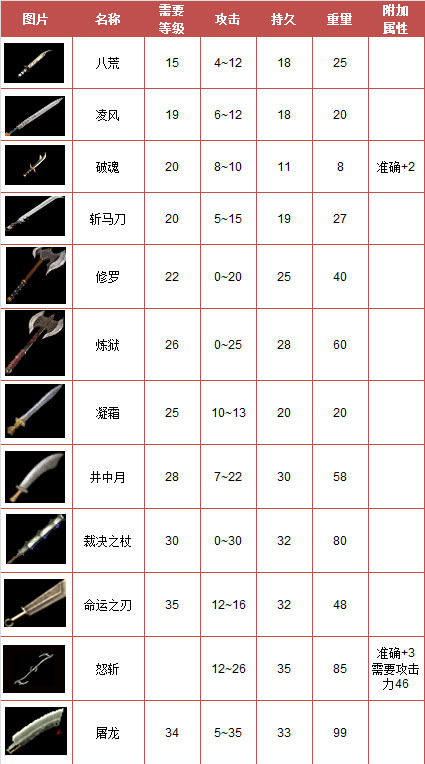 图片 名称 需要等级 攻击 持久 重量 附加属性
八荒 15 4~12 18 25
凌风 19 6~12 18 20
破魂 20 8~10 11 8 准确+2
斩马刀 20 5~15 19 27
修罗 22 0~20 25 40
炼狱 26 0~25 28 60
凝霜 25 10~13 20 20
井中月 28 7~22 30 58
裁决之杖 30 0~30 32 80
命运之刃 35 12~16 32 48
怒斩 12~26 35 85 准确+3需要攻击力46
屠龙 34 5~35 33 99